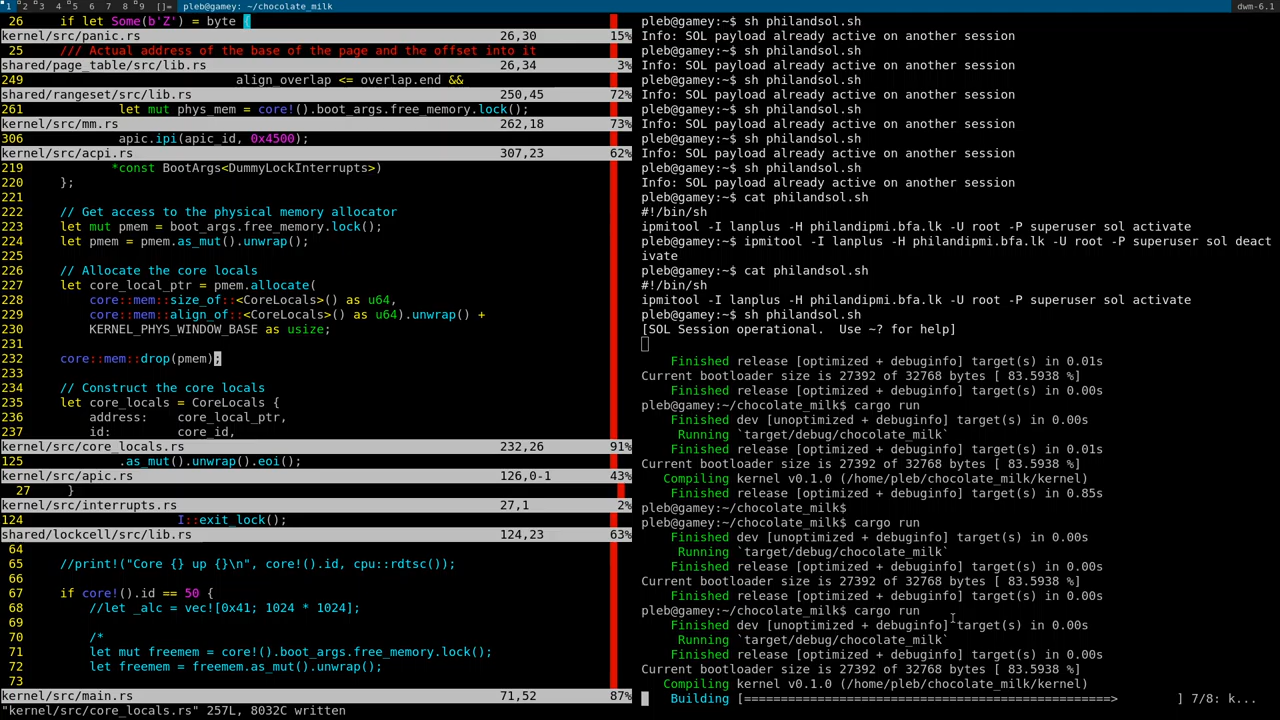 1 2 3 4 5 6 7 8 9 []= pleb@gamey: ~/chocolate_milk dwm-6.1
26 if let Some(b'Z') = byte {
kernel/src/panic.rs 26,30 15%
25 /// Actual address of the base of the page and the offset into it
shared/page_table/src/lib.rs 26,34 3%
249 align_overlap <= overlap.end &&
shared/rangeset/src/lib.rs 250,45 72%
261 let mut phys_mem = core!().boot_args.free_memory.lock();
kernel/src/mm.rs 262,18 73%
306 apic.ipi(apic_id, 0x4500);
kernel/src/acpi.rs 307,23 62%
219 *const BootArgs<DummyLockInterrupts>)
220 };
221
222 // Get access to the physical memory allocator
223 let mut pmem = boot_args.free_memory.lock();
224 let pmem = pmem.as_mut().unwrap();
225
226 // Allocate the core locals
227 let core_local_ptr = pmem.allocate(
228 core::mem::size_of::<CoreLocals>() as u64,
229 core::mem::align_of::<CoreLocals>() as u64).unwrap() +
230 KERNEL_PHYS_WINDOW_BASE as usize;
231
232 core::mem::drop(pmem);
233
234 // Construct the core locals
235 let core_locals = CoreLocals {
236 address: core_local_ptr,
237 id: core_id,
kernel/src/core_locals.rs 232,26 91%
125 .as_mut().unwrap().eoi();
kernel/src/apic.rs 126,0-1 43%
27 }
kernel/src/interrupts.rs 27,1 2%
124 I::exit_lock();
shared/lockcell/src/lib.rs 124,23 63%
64
65 //print!("Core {} up {}\n", core!().id, cpu::rdtsc());
66
67 if core!().id == 50 {
68 //let _alc = vec![0x41; 1024 * 1024];
69
70 /*
71 let mut freemem = core!().boot_args.free_memory.lock();
72 let freemem = freemem.as_mut().unwrap();
73
kernel/src/main.rs 71,52 87%
"kernel/src/core_locals.rs" 257L, 8032C written
pleb@gamey:~$ sh philandsol.sh
Info: SOL payload already active on another session
pleb@gamey:~$ sh philandsol.sh
Info: SOL payload already active on another session
pleb@gamey:~$ sh philandsol.sh
Info: SOL payload already active on another session
pleb@gamey:~$ sh philandsol.sh
Info: SOL payload already active on another session
pleb@gamey:~$ sh philandsol.sh
Info: SOL payload already active on another session
pleb@gamey:~$ sh philandsol.sh
Info: SOL payload already active on another session
pleb@gamey:~$ cat philandsol.sh
#!/bin/sh
ipmitool -I lanplus -H philandipmi.bfa.lk -U root -P superuser sol activate
pleb@gamey:~$ ipmitool -I lanplus -H philandipmi.bfa.lk -U root -P superuser sol deact
ivate
pleb@gamey:~$ cat philandsol.sh
#!/bin/sh
ipmitool -I lanplus -H philandipmi.bfa.lk -U root -P superuser sol activate
pleb@gamey:~$ sh philandsol.sh
[SOL Session operational. Use ~? for help]
Finished release [optimized + debuginfo] target(s) in 0.01s
Current bootloader size is 27392 of 32768 bytes [ 83.5938 %]
Finished release [optimized + debuginfo] target(s) in 0.00s
pleb@gamey:~/chocolate_milk$ cargo run
Finished dev [unoptimized + debuginfo] target(s) in 0.00s
Running `target/debug/chocolate_milk`
Finished release [optimized + debuginfo] target(s) in 0.01s
Current bootloader size is 27392 of 32768 bytes [ 83.5938 %]
Compiling kernel v0.1.0 (/home/pleb/chocolate_milk/kernel)
Finished release [optimized + debuginfo] target(s) in 0.85s
pleb@gamey:~/chocolate_milk$
pleb@gamey:~/chocolate_milk$ cargo run
Finished dev [unoptimized + debuginfo] target(s) in 0.00s
Running `target/debug/chocolate_milk`
Finished release [optimized + debuginfo] target(s) in 0.00s
Current bootloader size is 27392 of 32768 bytes [ 83.5938 %]
Finished release [optimized + debuginfo] target(s) in 0.00s
pleb@gamey:~/chocolate_milk$ cargo run
Finished dev [unoptimized + debuginfo] target(s) in 0.00s
Running `target/debug/chocolate_milk`
Finished release [optimized + debuginfo] target(s) in 0.00s
Current bootloader size is 27392 of 32768 bytes [ 83.5938 %]
Compiling kernel v0.1.0 (/home/pleb/chocolate_milk/kernel)
Building [===================================================> ] 7/8: k...